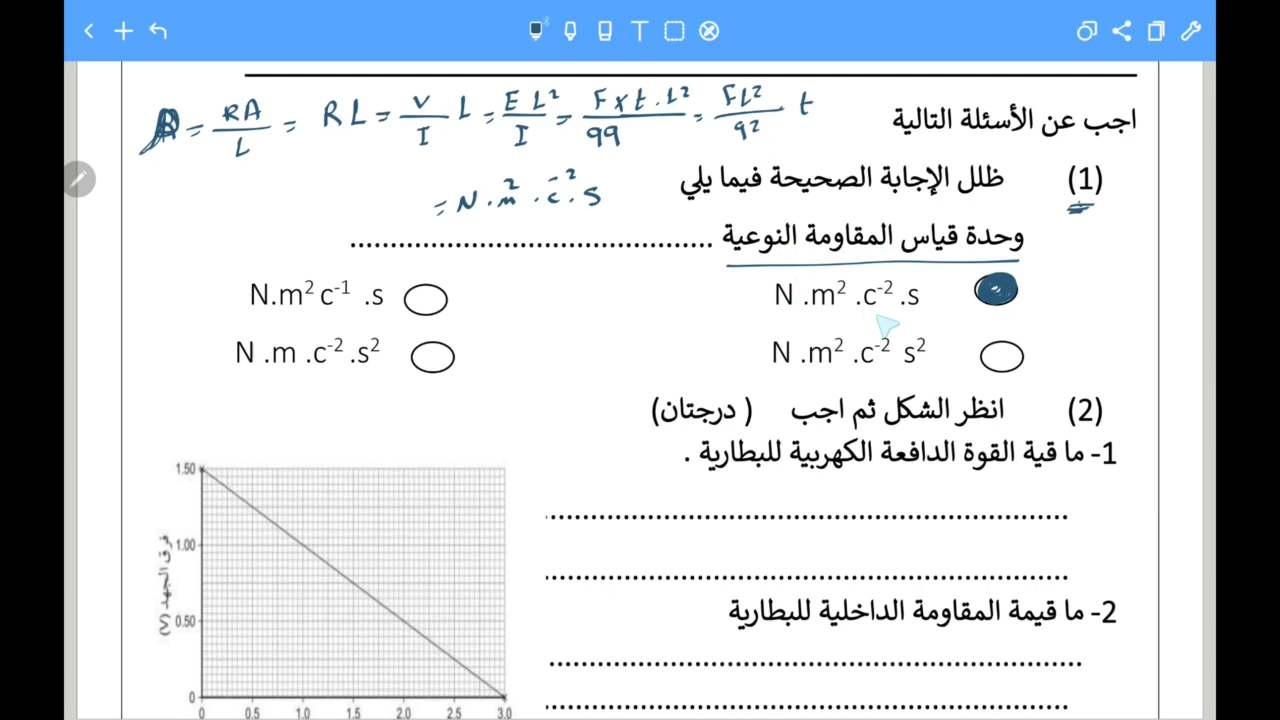 ρ = RA/L = RL = V/I L = E L²/I = F×t.L²/qq = FL²/q² t
= N.m².c⁻².s
اجب عن الأسئلة التالية
(1) ظلل الإجابة الصحيحة فيما يلي
وحدة قياس المقاومة النوعية ..........................................
N .m² .c⁻² .s
N.m² c⁻¹ .s
N .m² .c⁻² s²
N .m .c⁻² .s²
(2) انظر الشكل ثم اجب ( درجتان)
1- ما قية القوة الدافعة الكهربية للبطارية .
2- ما قيمة المقاومة الداخلية للبطارية
فرق الجهد (V)
1.50
1.00
0.50
0
0 0.5 1.0 1.5 2.0 2.5 3.0